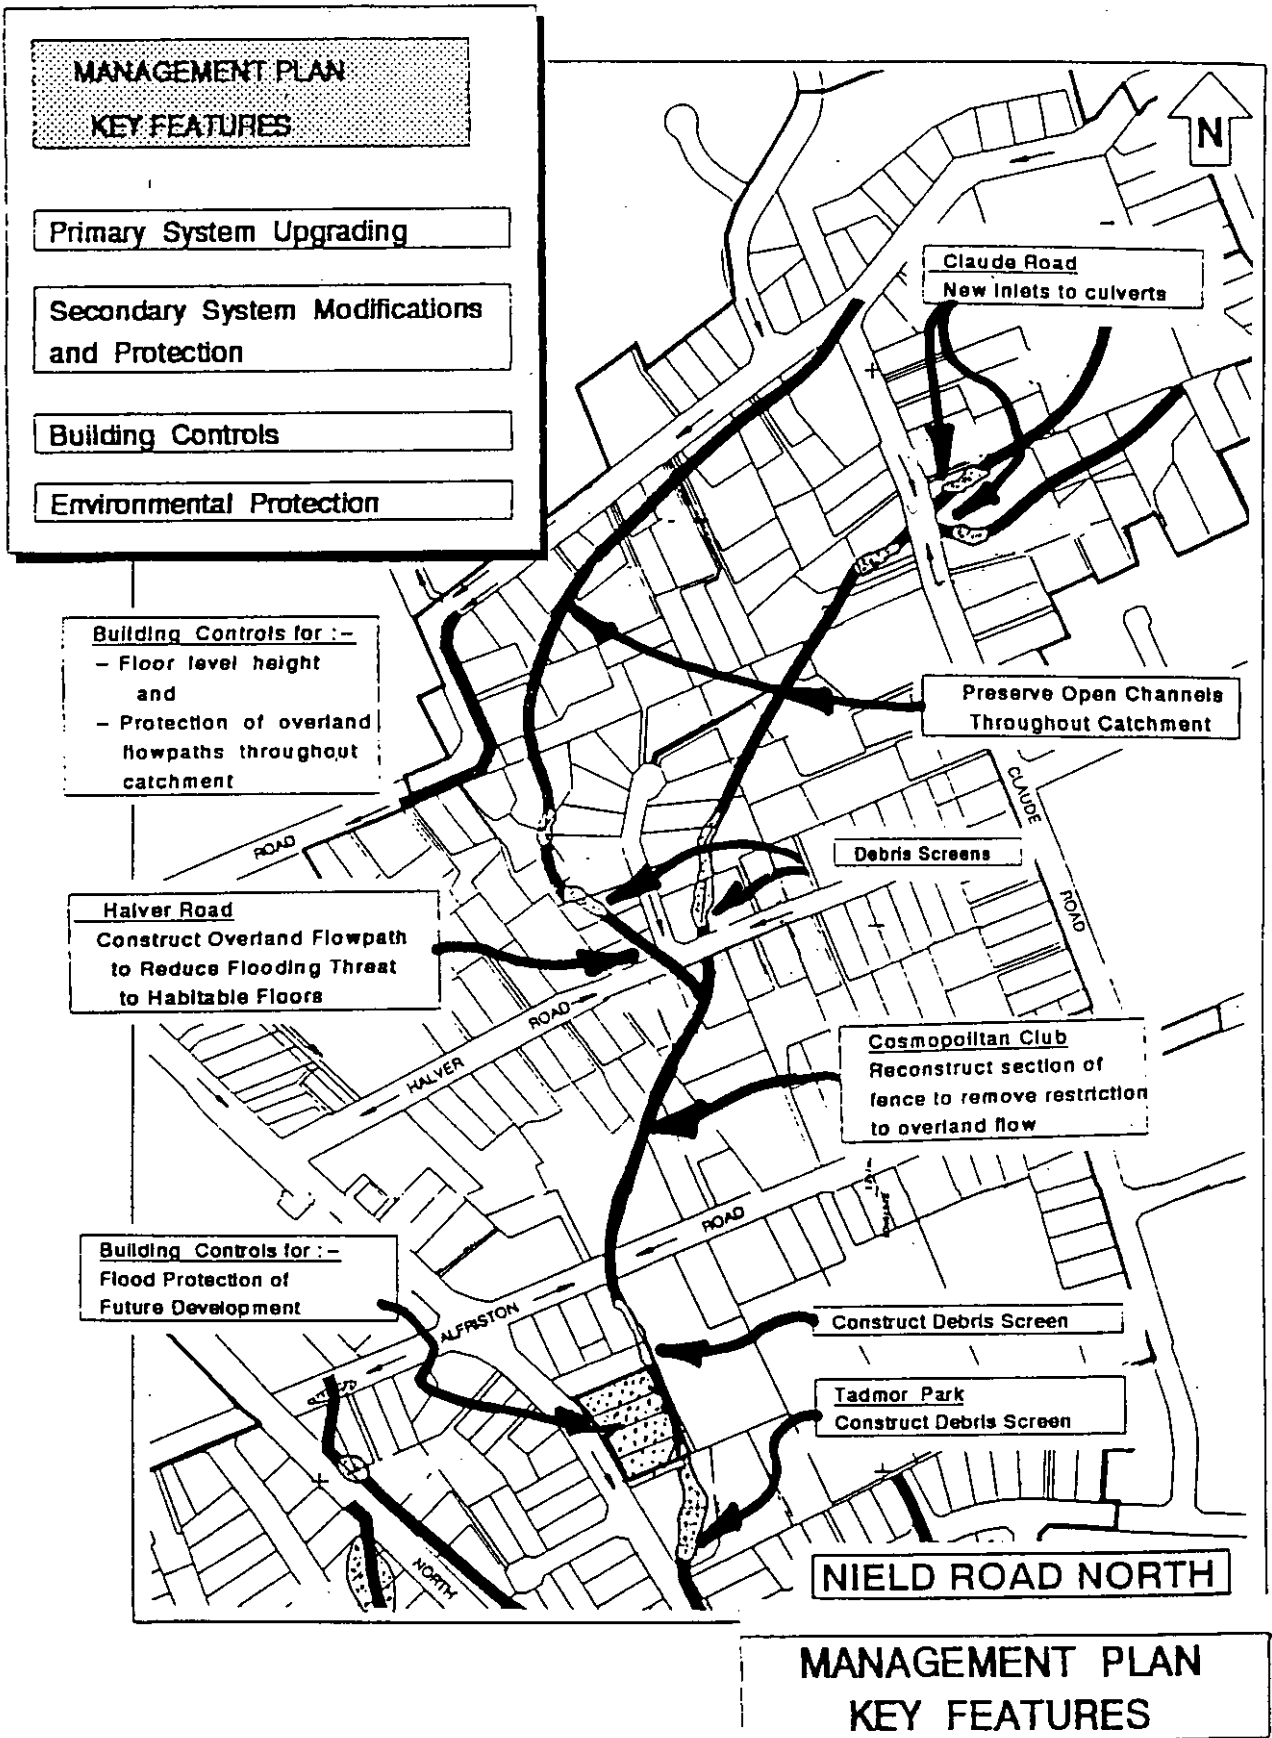 MANAGEMENT PLAN
KEY FEATURES
Primary System Upgrading
Secondary System Modifications
and Protection
Building Controls
Environmental Protection
N
Claude Road
New Inlets to culverts
Building Controls for :-
- Floor level height
and
- Protection of overland
flowpaths throughout
catchment
Preserve Open Channels
Throughout Catchment
CLAUDE
ROAD
ROAD
Debris Screens
Halver Road
Construct Overland Flowpath
to Reduce Flooding Threat
to Habitable Floors
HALVER
ROAD
Cosmopolitan Club
Reconstruct section of
fence to remove restriction
to overland flow
ROAD
Building Controls for :-
Flood Protection of
Future Development
ALFRISTON
Construct Debris Screen
Tadmor Park
Construct Debris Screen
NORTH
NIELD ROAD NORTH
MANAGEMENT PLAN
KEY FEATURES